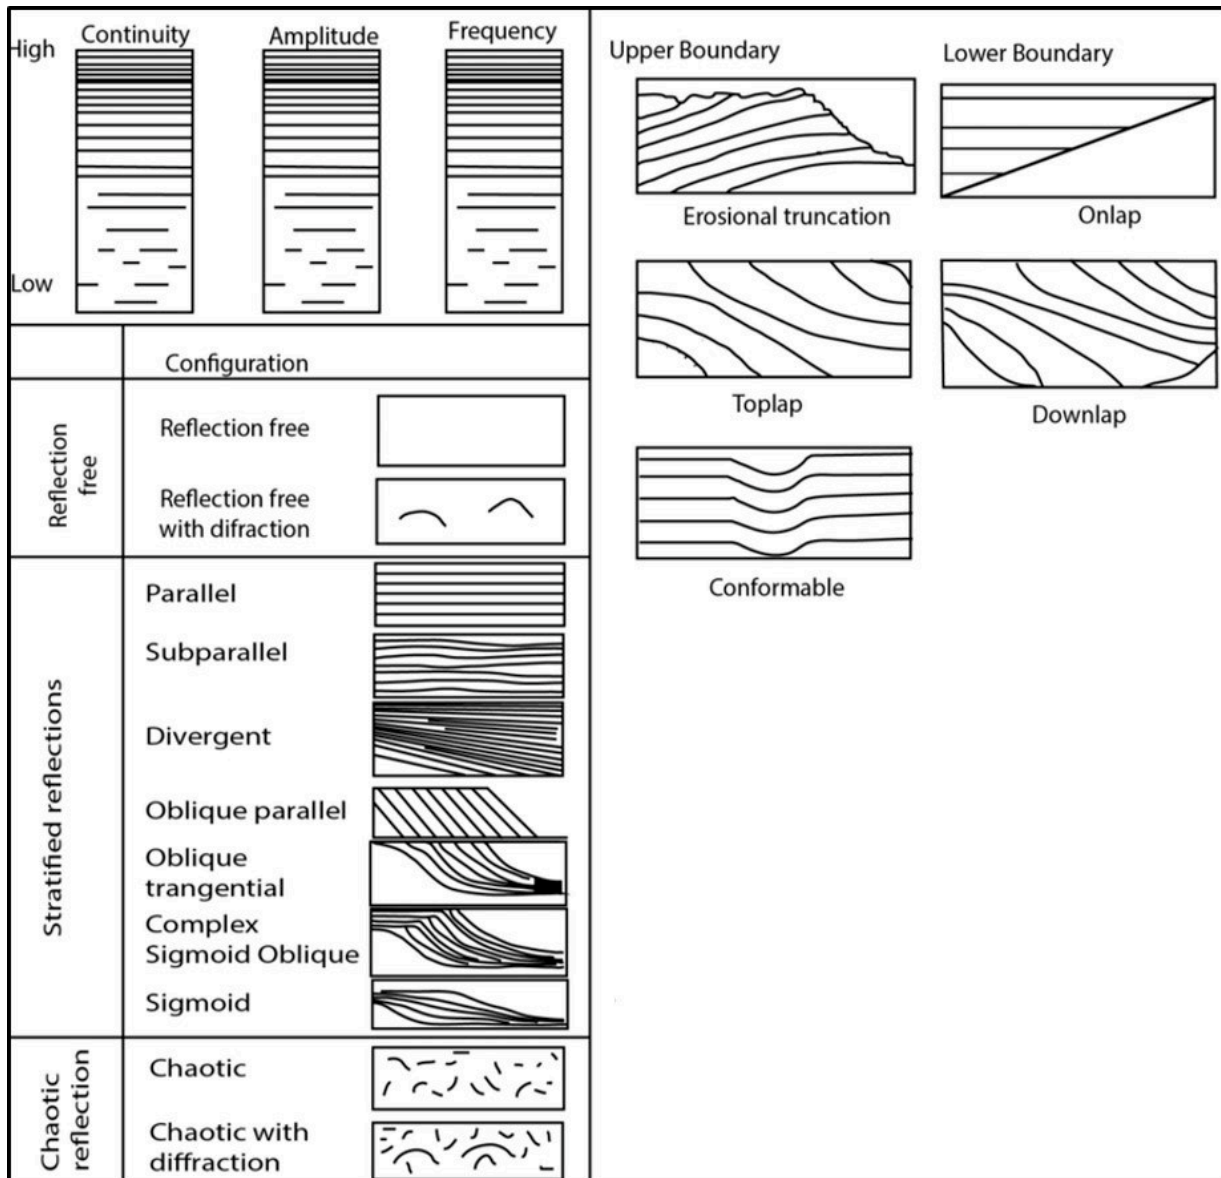 Continuity Amplitude Frequency
High
Low
Configuration
Reflection
free
Reflection free
Reflection free
with difraction
Stratified reflections
Parallel
Subparallel
Divergent
Oblique parallel
Oblique
trangential
Complex
Sigmoid Oblique
Sigmoid
Chaotic
reflection
Chaotic
Chaotic with
diffraction
Upper Boundary Lower Boundary
Erosional truncation Onlap
Toplap Downlap
Conformable